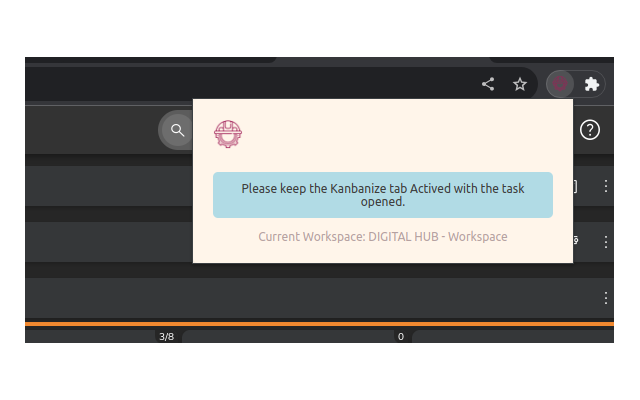 Please keep the Kanbanize tab Actived with the task
opened.
Current Workspace: DIGITAL HUB - Workspace
3/8
0